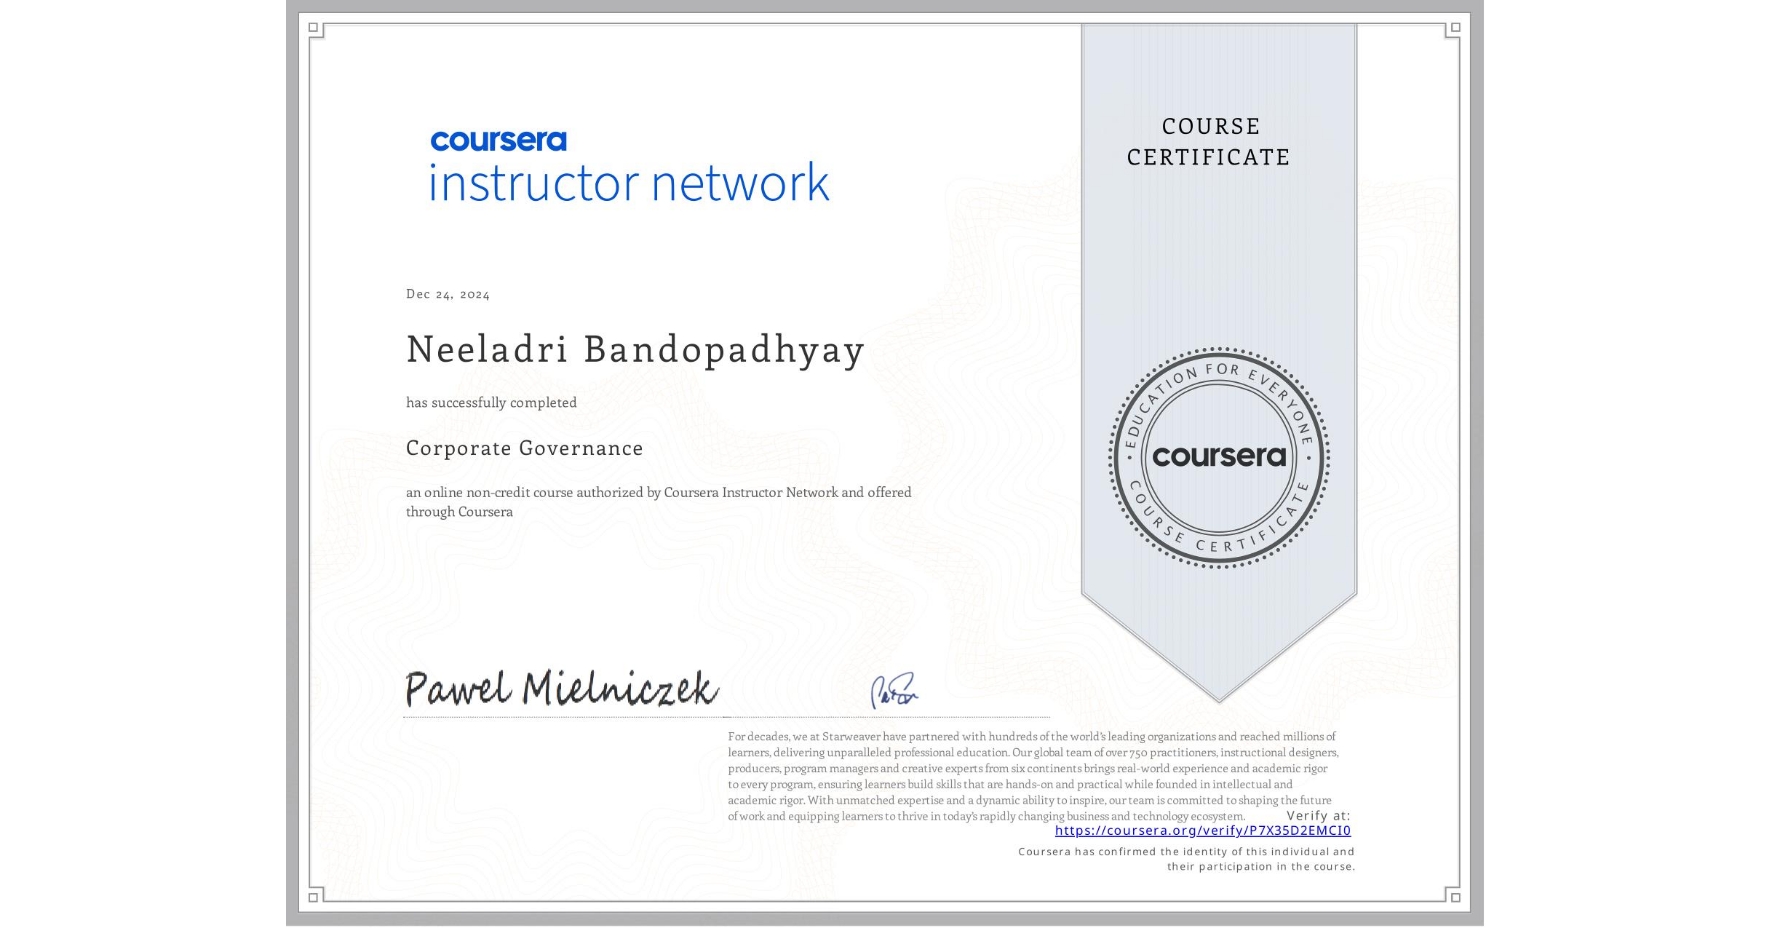 coursera
instructor network
COURSE
CERTIFICATE
Dec 24, 2024
Neeladri Bandopadhyay
has successfully completed
Corporate Governance
an online non-credit course authorized by Coursera Instructor Network and offered
through Coursera
EDUCATION FOR EVERYONE
coursera
COURSE CERTIFICATE
Pawel Mielniczek
For decades, we at Starweaver have partnered with hundreds of the world's leading organizations and reached millions of
learners, delivering unparalleled professional education. Our global team of over 750 practitioners, instructional designers,
producers, program managers and creative experts from six continents brings real-world experience and academic rigor
to every program, ensuring learners build skills that are hands-on and practical while founded in intellectual and
academic rigor. With unmatched expertise and a dynamic ability to inspire, our team is committed to shaping the future
of work and equipping learners to thrive in today's rapidly changing business and technology ecosystem.
Verify at:
https://coursera.org/verify/P7X35D2EMCI0
Coursera has confirmed the identity of this individual and
their participation in the course.